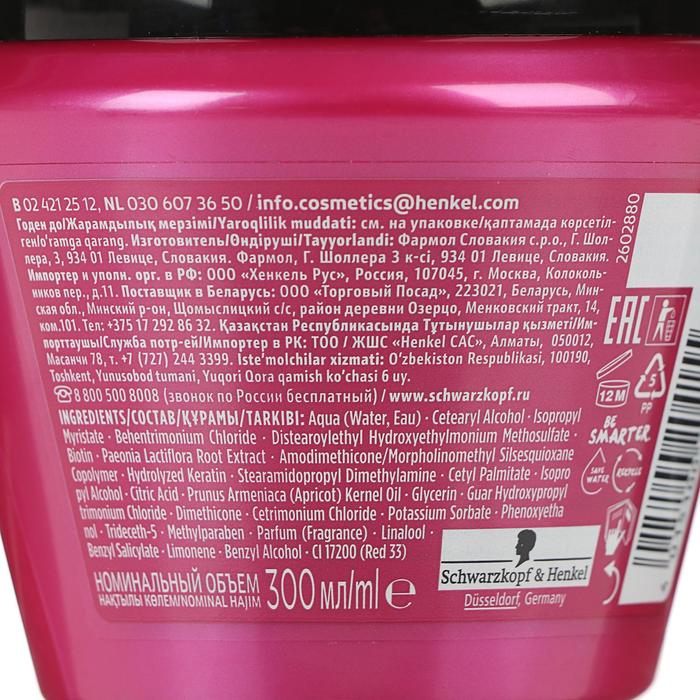 B 02 421 25 12, NL 030 607 36 50 / info.cosmetics@henkel.com
Годен до/Жарамдылық мерзімі/Yaroqlilik muddati: см. на упаковке/қаптамада көрсетіл-
ген/o'ramga qarang. Изготовитель/Өндіруші/Tayyorlandi: Фармол Словакия с.р.о., Г. Шол-
лера, 3, 934 01 Левице, Словакия. Фармол, Г. Шоллера 3 к-сі, 934 01 Левице, Словакия.
Импортер и уполн. орг. в РФ: ООО «Хенкель Рус», Россия, 107045, г. Москва, Колоколь-
ников пер., д.11. Поставщик в Беларусь: ООО «Торговый Посад», 223021, Беларусь, Мин-
ская обл., Минский р-он, Щомыслицкий с/с, район деревни Озерцо, Менковский тракт, 14,
ком.101. Тел: +375 17 292 86 32. Қазақстан Республикасында Тұтынушылар қызметі/Им-
порттаушы/Служба потр-ей/Импортер в РК: ТОО / ЖШС «Henkel САС», Алматы, 050012,
Масанчи 78, т. +7 (727) 244 3399. Iste'molchilar xizmati: O'zbekiston Respublikasi, 100190,
Toshkent, Yunusobod tumani, Yuqori Qora qamish ko'chasi 6 uy.
☎ 8 800 500 8008 (звонок по России бесплатный) / www.schwarzkopf.ru
INGREDIENTS/СОСТАВ/ҚҰРАМЫ/TARKIBI: Aqua (Water, Eau) · Cetearyl Alcohol · Isopropyl
Myristate · Behentrimonium Chloride · Distearoylethyl Hydroxyethylmonium Methosulfate ·
Biotin · Paeonia Lactiflora Root Extract · Amodimethicone/Morpholinomethyl Silsesquioxane
Copolymer · Hydrolyzed Keratin · Stearamidopropyl Dimethylamine · Cetyl Palmitate · Isopro
pyl Alcohol · Citric Acid · Prunus Armeniaca (Apricot) Kernel Oil · Glycerin · Guar Hydroxypropyl
trimonium Chloride · Dimethicone · Cetrimonium Chloride · Potassium Sorbate · Phenoxyetha
nol · Trideceth-5 · Methylparaben · Parfum (Fragrance) · Linalool ·
Benzyl Salicylate · Limonene · Benzyl Alcohol · CI 17200 (Red 33)
НОМИНАЛЬНЫЙ ОБЪЕМ
НАҚТЫЛЫ КӨЛЕМ/NOMINAL HAJIM
300 МЛ/ml ℮
Schwarzkopf & Henkel
Düsseldorf, Germany
2602880
EAC
12 M
5
PP
BE
SMARTER
SAVE
WATER
RECYCLE